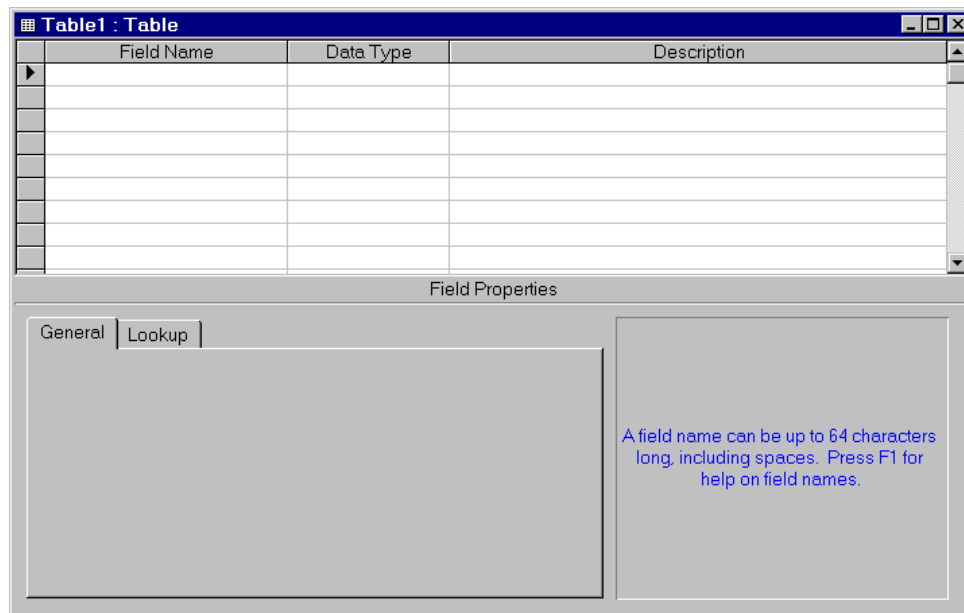 Table1 : Table
Field Name Data Type Description
Field Properties
General Lookup
A field name can be up to 64 characters
long, including spaces. Press F1 for
help on field names.